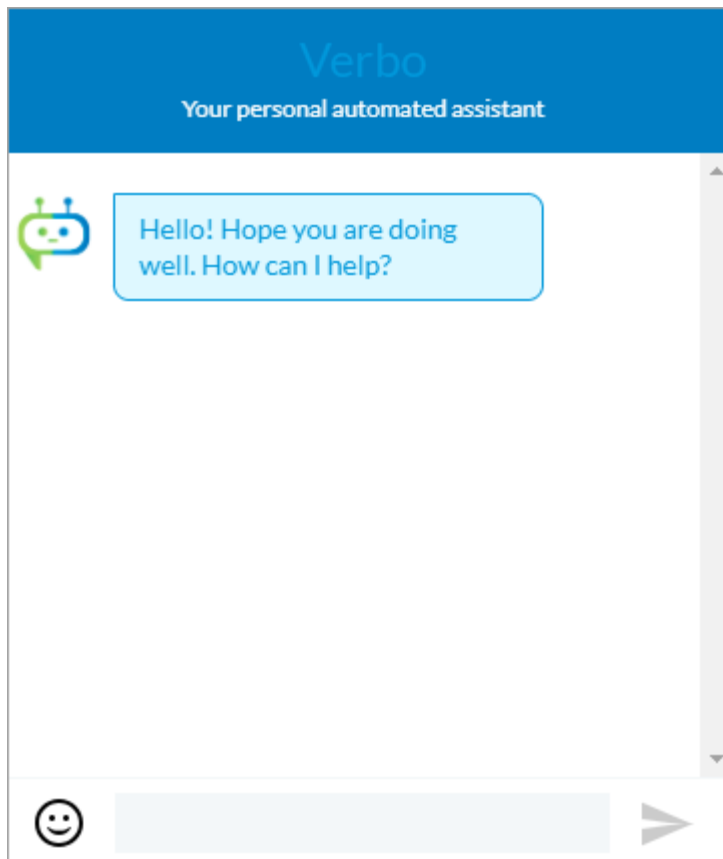 Verbo
Your personal automated assistant
Hello! Hope you are doing
well. How can I help?